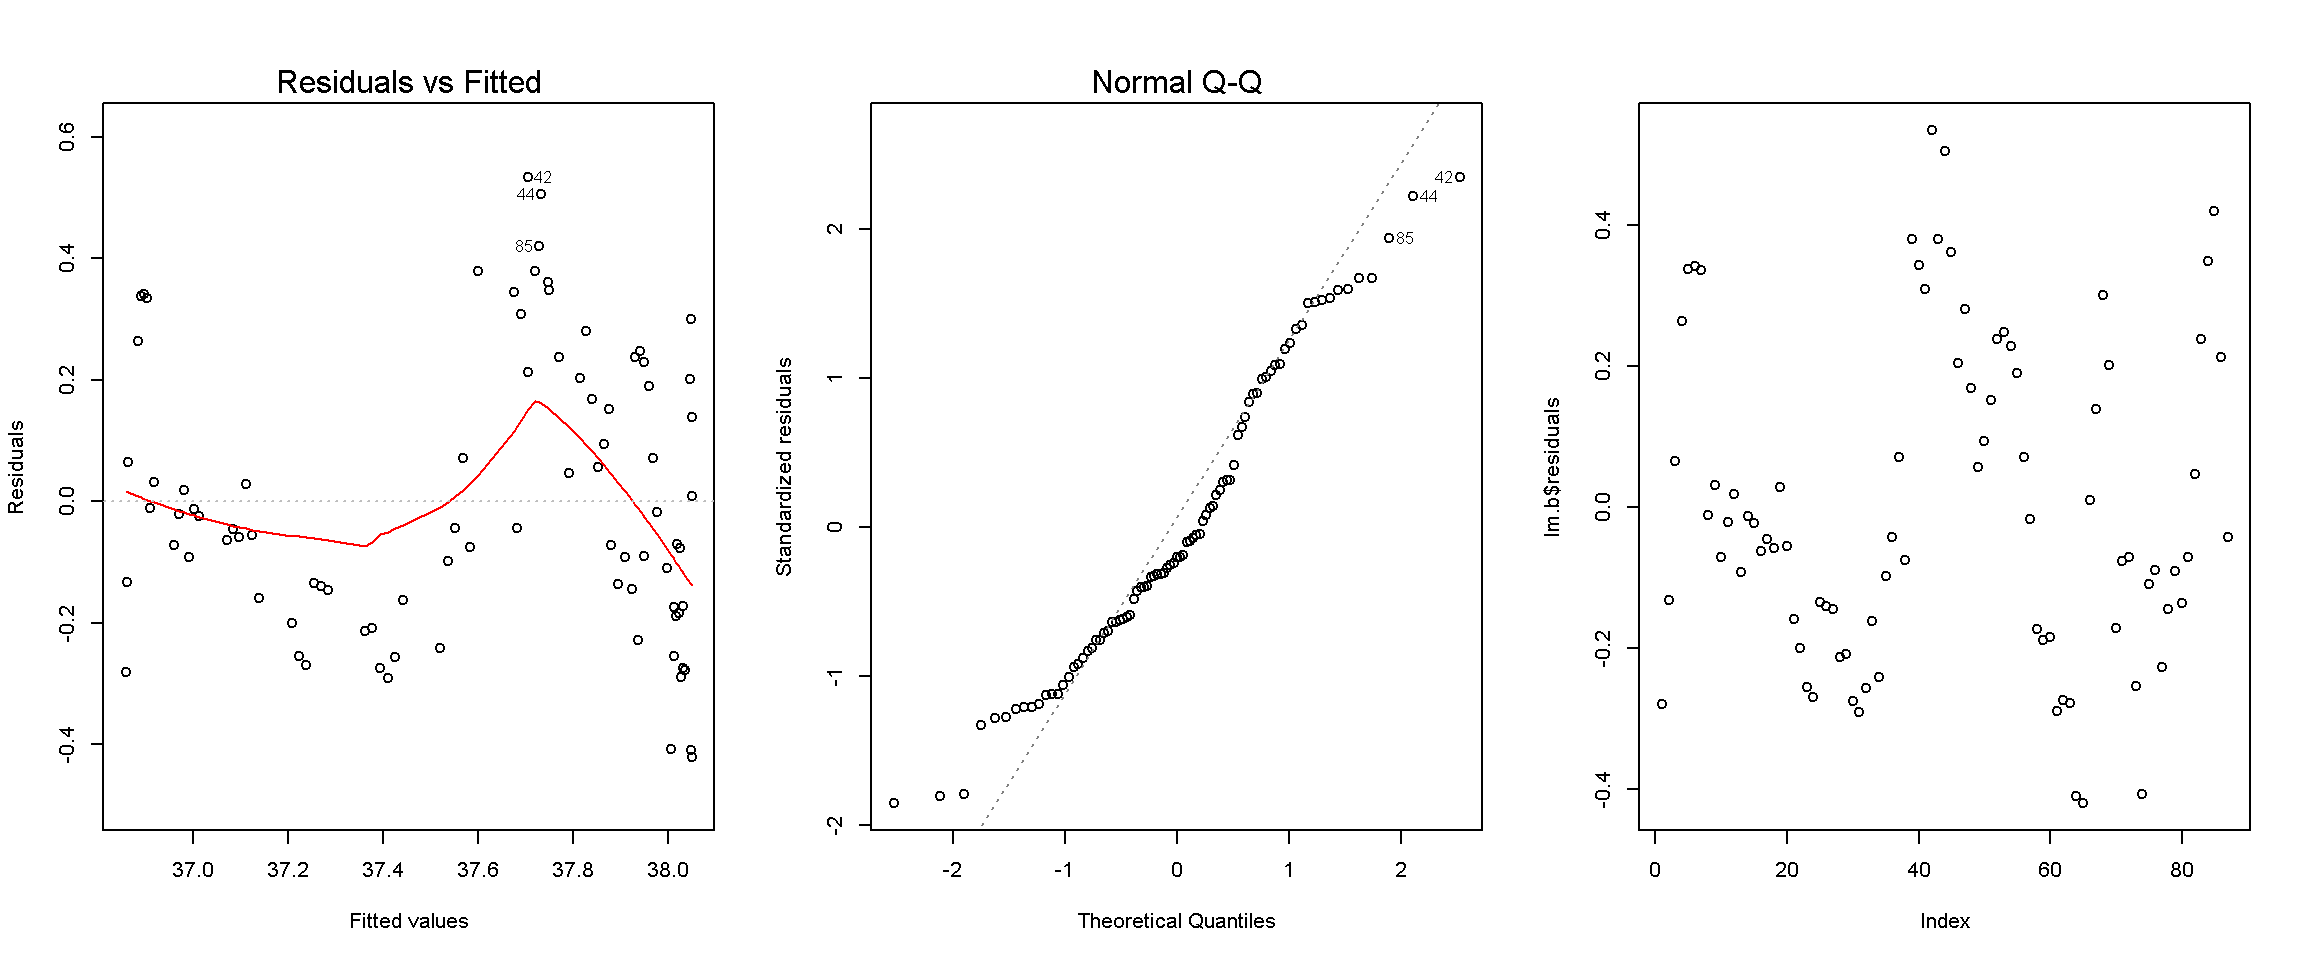 Residuals vs Fitted
Residuals
0.6
0.4
0.2
0.0
-0.2
-0.4
42
44
85
37.0 37.2 37.4 37.6 37.8 38.0
Fitted values
Normal Q-Q
Standardized residuals
2
1
0
-1
-2
42
44
85
-2 -1 0 1 2
Theoretical Quantiles
lm.b$residuals
0.4
0.2
0.0
-0.2
-0.4
0 20 40 60 80
Index